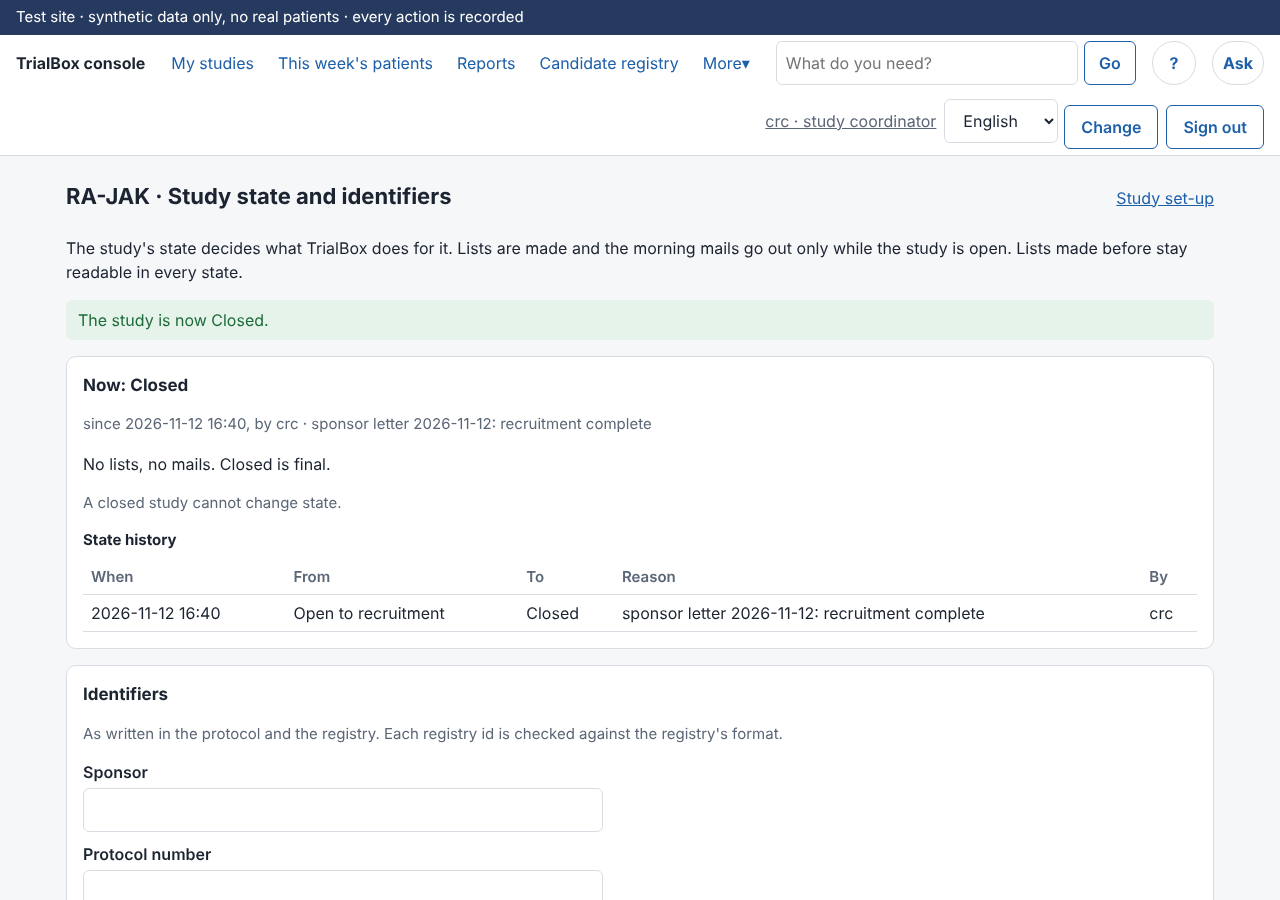 Test site · synthetic data only, no real patients · every action is recorded
TrialBox console
My studies
This week's patients
Reports
Candidate registry
More▾
What do you need?
Go
?
Ask
crc · study coordinator
English
Change
Sign out
RA-JAK · Study state and identifiers
Study set-up
The study's state decides what TrialBox does for it. Lists are made and the morning mails go out only while the study is open. Lists made before stay
readable in every state.
The study is now Closed.
Now: Closed
since 2026-11-12 16:40, by crc · sponsor letter 2026-11-12: recruitment complete
No lists, no mails. Closed is final.
A closed study cannot change state.
State history
When From To Reason By
2026-11-12 16:40 Open to recruitment Closed sponsor letter 2026-11-12: recruitment complete crc
Identifiers
As written in the protocol and the registry. Each registry id is checked against the registry's format.
Sponsor
Protocol number